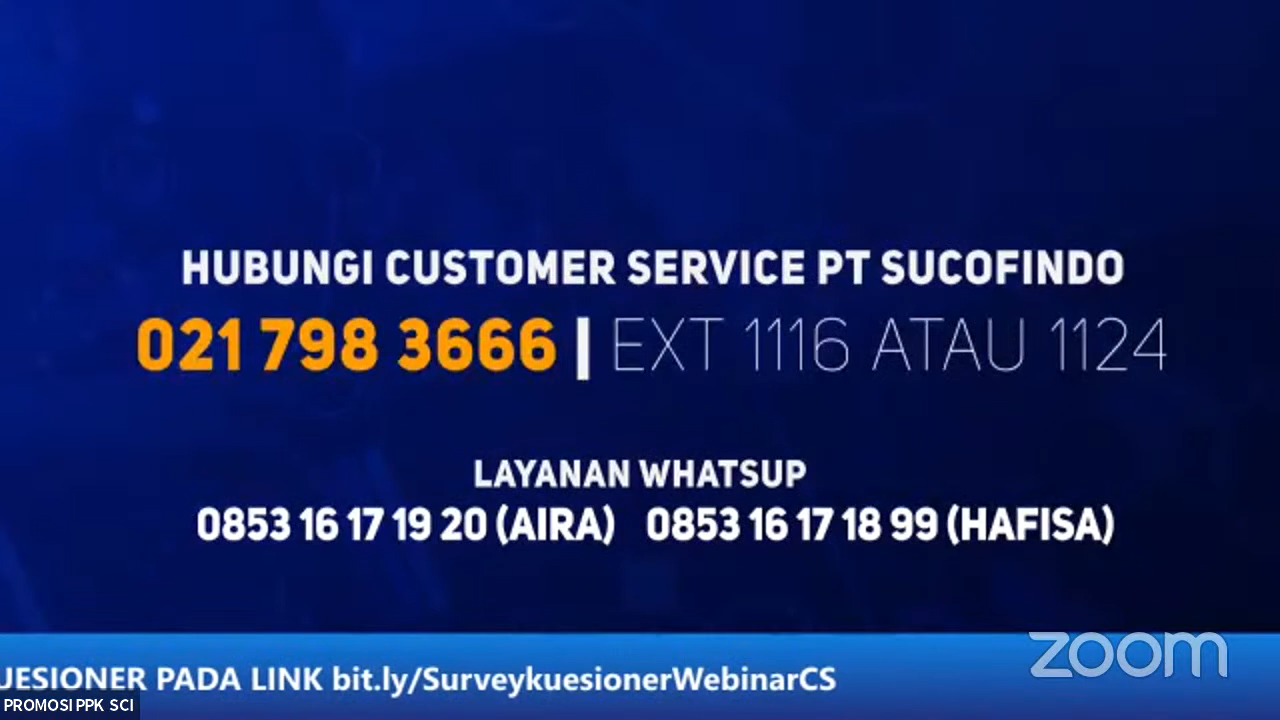 HUBUNGI CUSTOMER SERVICE PT SUCOFINDO
021 798 3666 | EXT 1116 ATAU 1124
LAYANAN WHATSUP
0853 16 17 19 20 (AIRA) 0853 16 17 18 99 (HAFISA)
zoom
UESIONER PADA LINK bit.ly/SurveykuesionerWebinarCS
PROMOSI PPK SCI